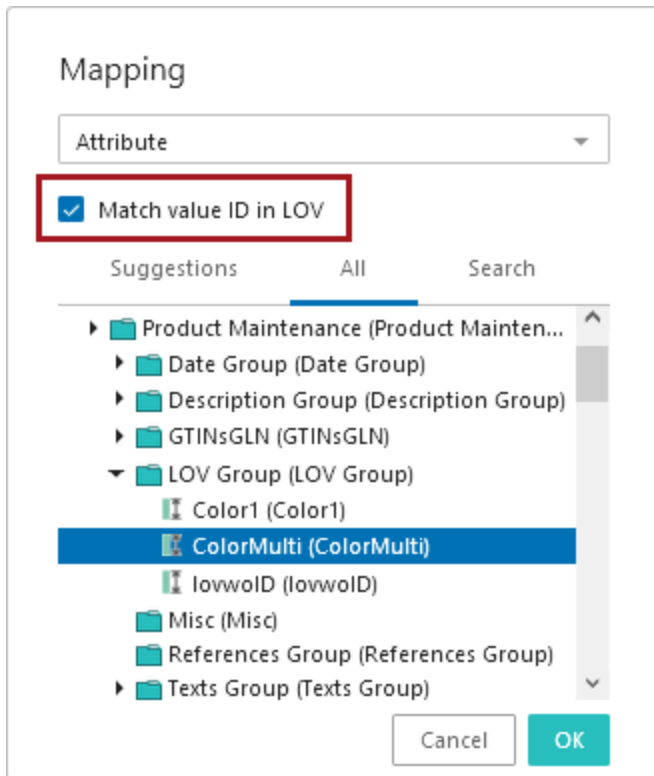 Mapping
Attribute
Match value ID in LOV
Suggestions All Search
Product Maintenance (Product Mainten...
Date Group (Date Group)
Description Group (Description Group)
GTINsGLN (GTINsGLN)
LOV Group (LOV Group)
Color1 (Color1)
ColorMulti (ColorMulti)
lovwoID (lovwoID)
Misc (Misc)
References Group (References Group)
Texts Group (Texts Group)
Cancel OK